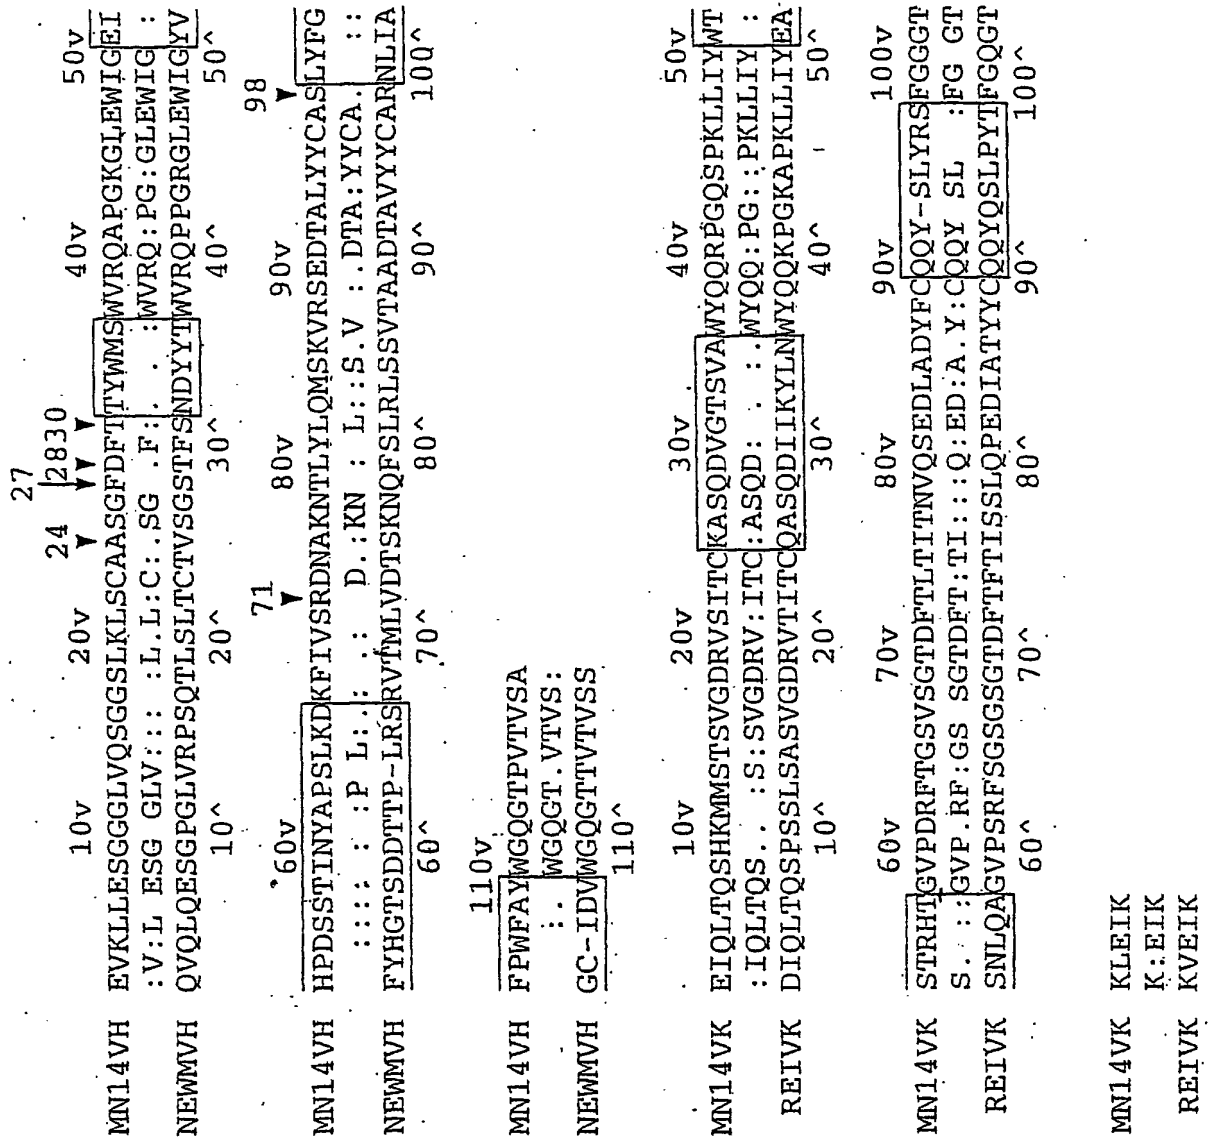 27
24 2830
10v 20v 40v 50v
MN14VH EVKLLESGGGLVQSGGSLKLSCAASGFDFTTYWMSWVRQAPGKGLEWIGEI
:V:L ESG GLV::: :L.L:C:.SG .F:. . :WVRQ:PG:GLEWIG :
NEWMVH QVQLQESGPGLVRPSQTLSLTCTVSGSTFSNDYYTWVRQPPGRGLEWIGYV
10^ 20^ 30^ 40^ 50^
71 98
60v 80v 90v
MN14VH HPDSSTINYAPSLKDKFIVSRDNAKNTLYLQMSKVRSEDTALYYCASLYFG
:::: : :P L:.: .: D.:KN : L::S.V :.DTA:YYCA. ::
NEWMVH FYHGTSDDTTP-LRSRVTMLVDTSKNQFSLRLSSVTAADTAVYYCARNLIA
60^ 70^ 80^ 90^ 100^
110v
MN14VH FPWFAYWGQGTPVTVSA
:. WGQGT.VTVS:
NEWMVH GC-IDVWGQGTTVTVSS
110^
10v 20v 30v 40v 50v
MN14VK EIQLTQSHKMMSTSVGDRVSITCKASQDVGTSVAWYQQRPGQSPKLLIYWT
:IQLTQS.. :S:SVGDRV:ITC:ASQD: . :.WYQQ:PG::PKLLIY :
REIVK DIQLTQSPSSLSASVGDRVTITCQASQDIIKYLNWYQQKPGKAPKLLIYEA
10^ 20^ 30^ 40^ 50^
60v 70v 80v 90v 100v
MN14VK STRHTGVPDRFTGSVSGTDFTLTITNVQSEDLADYFCQQY-SLYRSFGGGT
S. ::GVP.RF:GS SGTDFT:TI:::Q:ED:A.Y:CQQY SL :FG GT
REIVK SNLQAGVPSRFSGSGSGTDFTFTISSLQPEDIATYYCQQYQSLPYTFGQGT
60^ 70^ 80^ 90^ 100^
MN14VK KLEIK
K:EIK
REIVK KVEIK